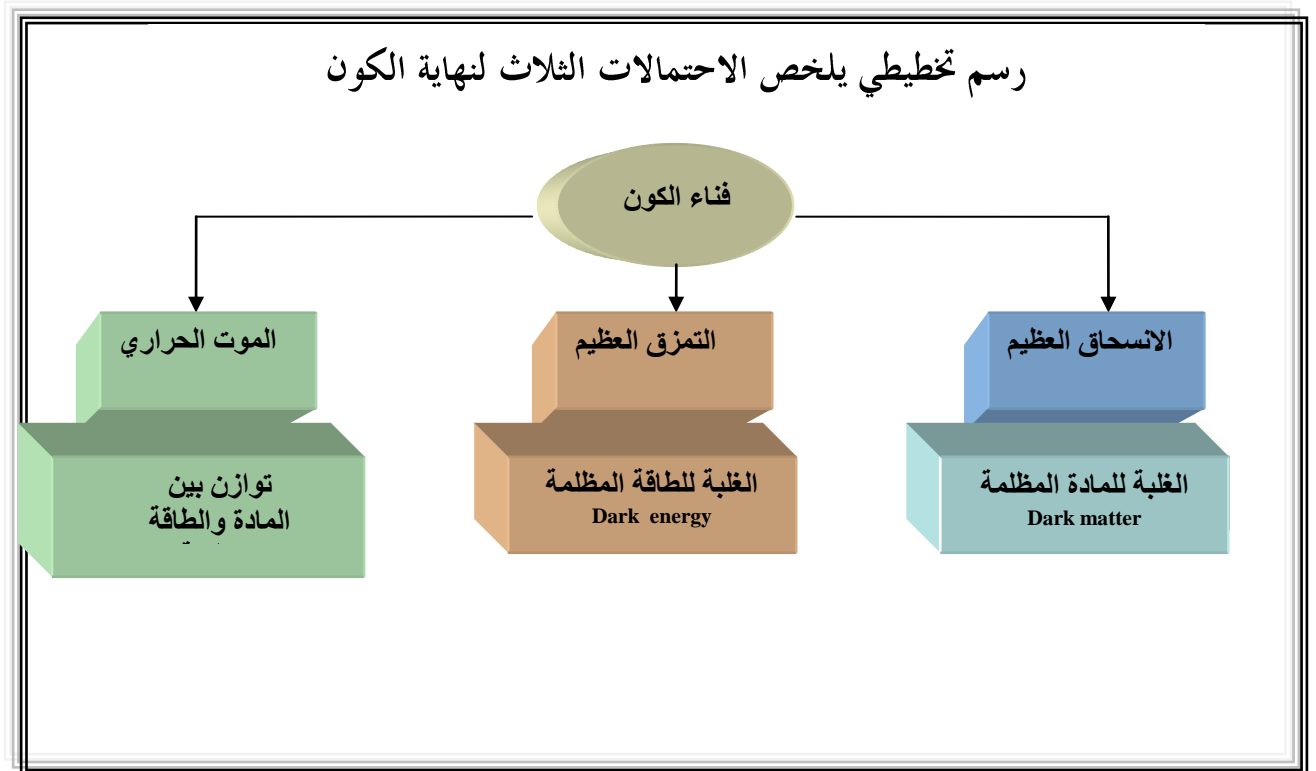 رسم تخطيطي يلخص الاحتمالات الثلاث لنهاية الكون
فناء الكون
الانسحاق العظيم
التمزق العظيم
الموت الحراري
الغلبة للمادة المظلمة
Dark matter
الغلبة للطاقة المظلمة
Dark energy
توازن بين
المادة والطاقة